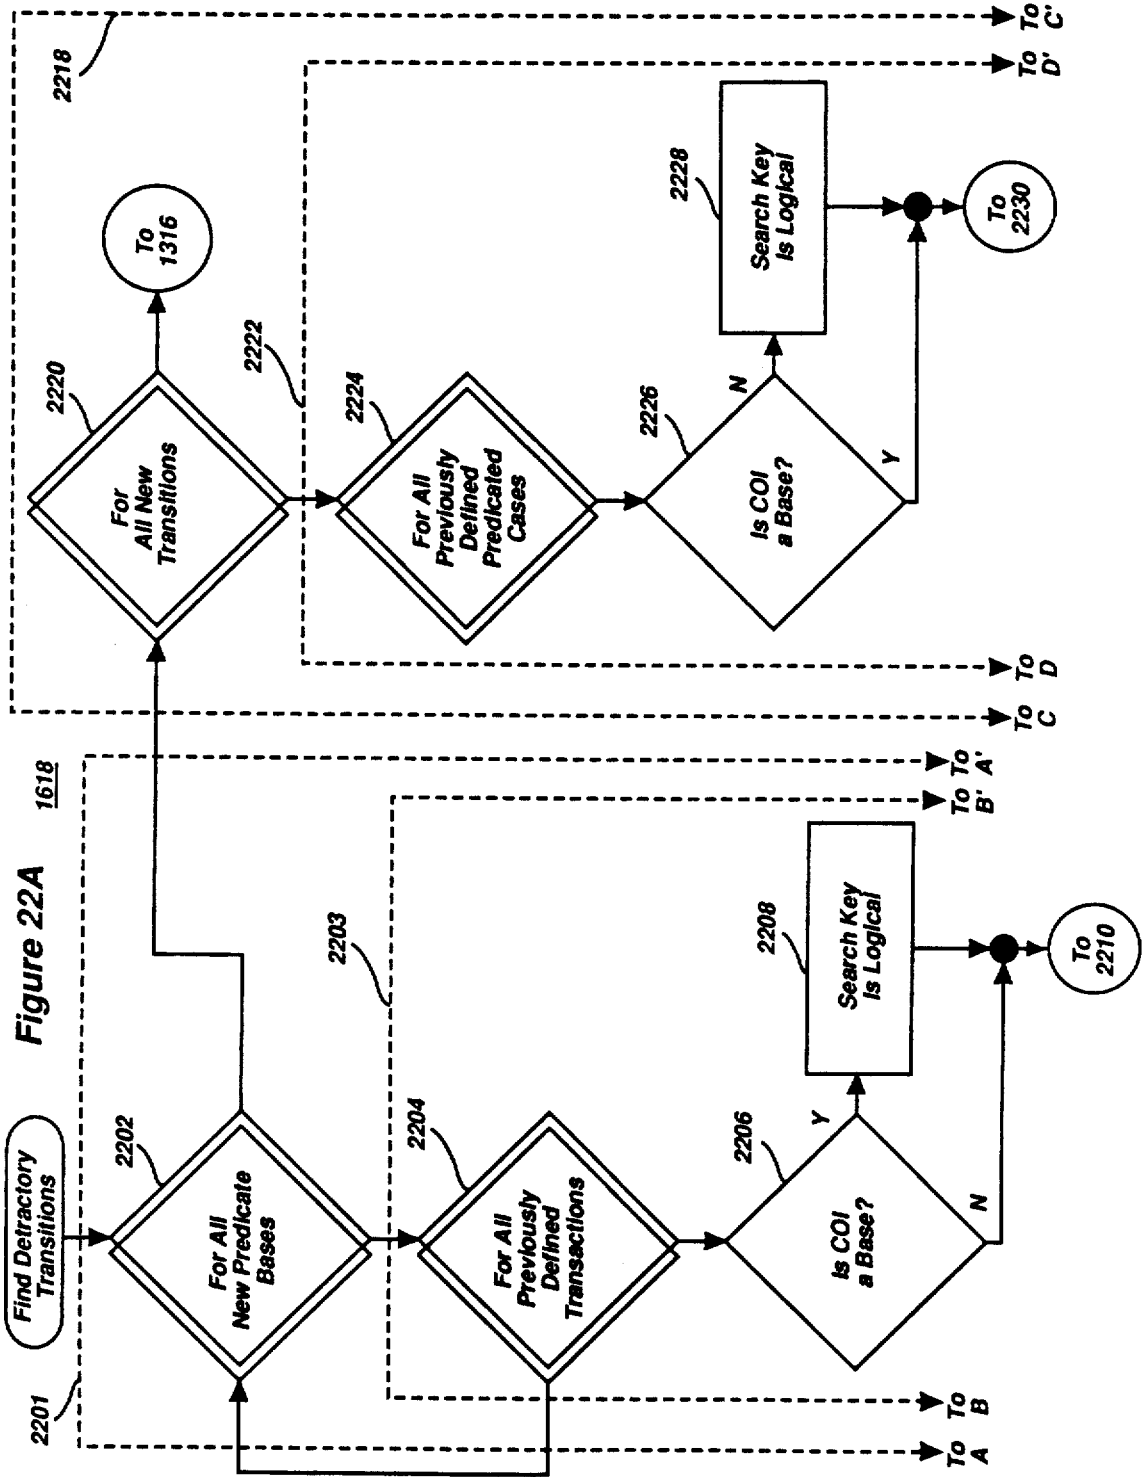 Figure 22A
1618
Find Detractory
Transitions
2201
2202
For All
New Predicate
Bases
2203
2204
For All
Previously
Defined
Transactions
2206
Is COI
a Base?
Y
N
2208
Search Key
Is Logical
To
2210
To
A
To
B
To
B'
To
A'
2218
2220
For
All New
Transitions
To
1316
2222
2224
For All
Previously
Defined
Predicated
Cases
2226
Is COI
a Base?
N
Y
2228
Search Key
Is Logical
To
2230
To
C
To
D
To
D'
To
C'